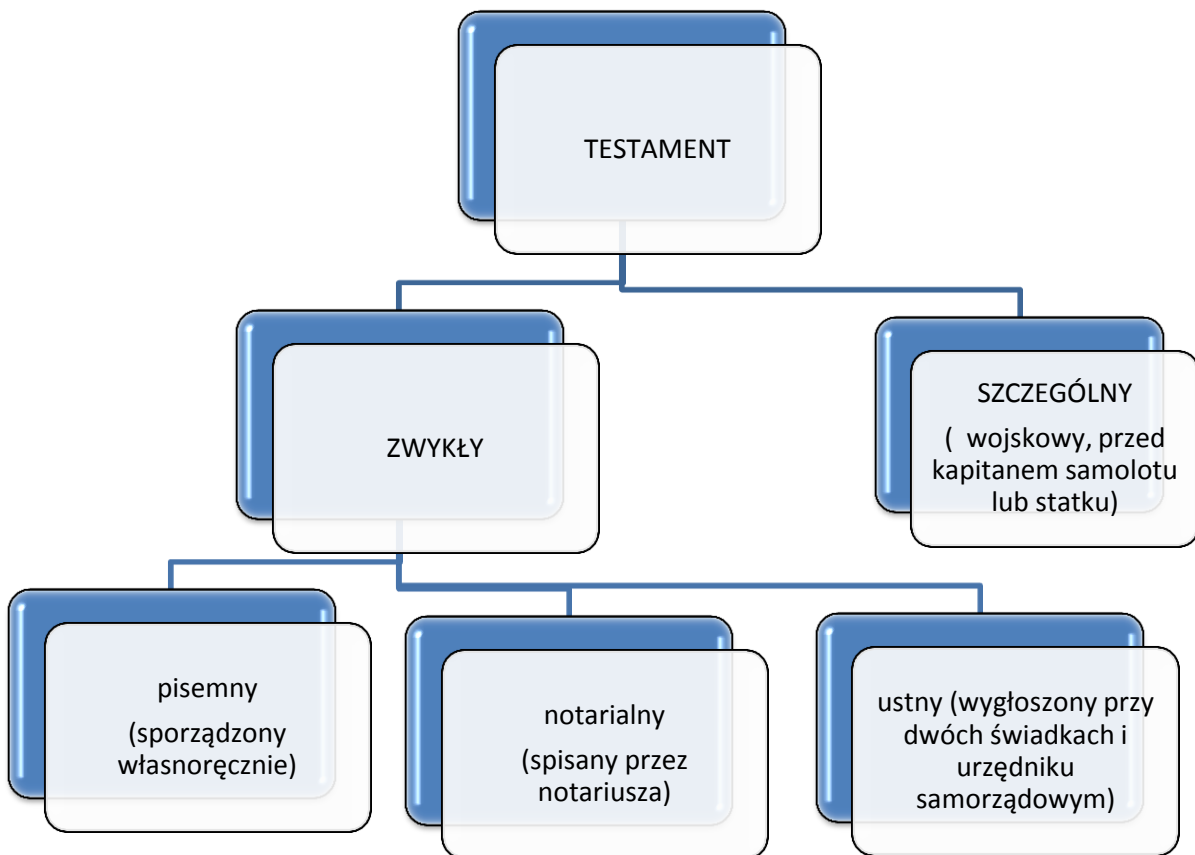 TESTAMENT
ZWYKŁY
SZCZEGÓLNY
( wojskowy, przed
kapitanem samolotu
lub statku)
pisemny
(sporządzony
własnoręcznie)
notarialny
(spisany przez
notariusza)
ustny (wygłoszony przy
dwóch świadkach i
urzędniku
samorządowym)